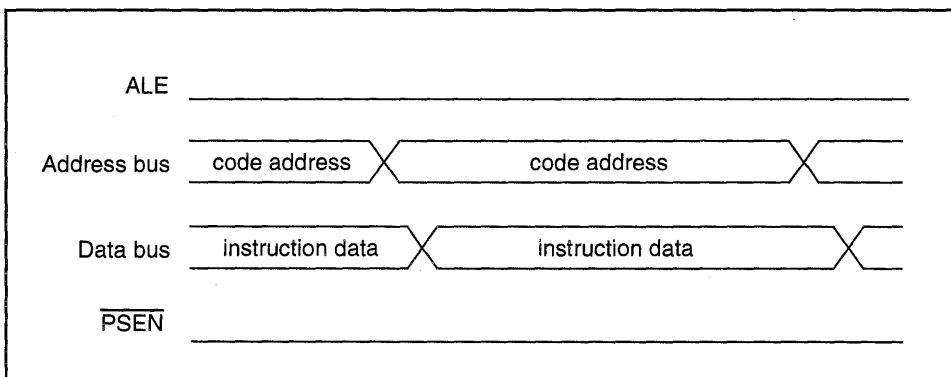 ALE
Address bus code address code address
Data bus instruction data instruction data
PSEN